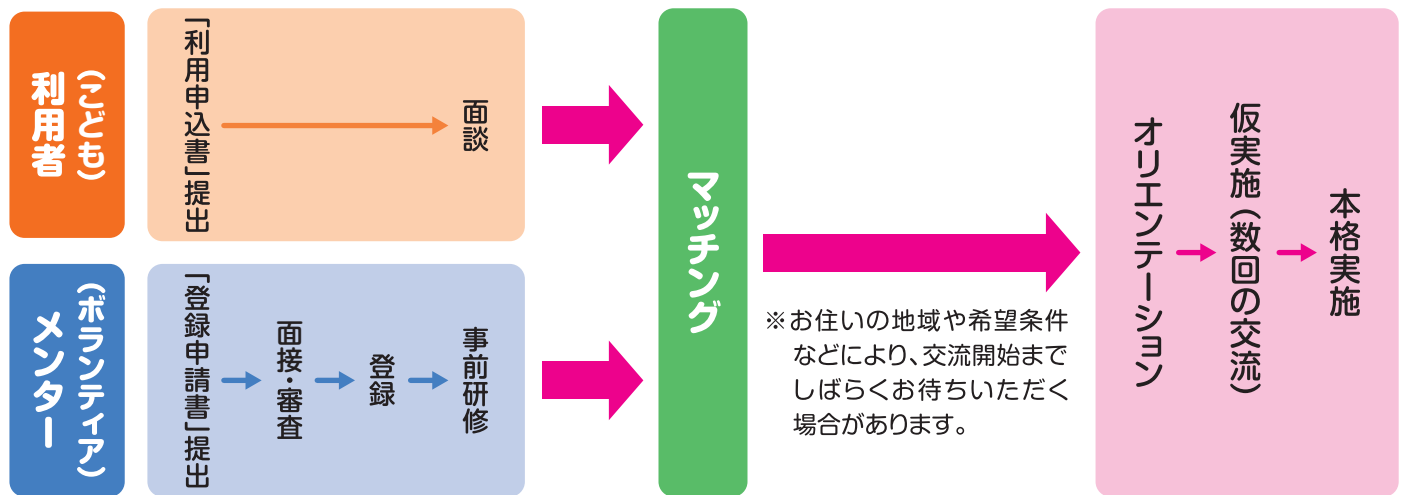 利用者
（こども）
「利用申込書」提出
面談
メンター
（ボランティア）
「登録申請書」提出
面接・審査
登録
事前研修
マッチング
※お住いの地域や希望条件
などにより、交流開始まで
しばらくお待ちいただく
場合があります。
オリエンテーション
仮実施（数回の交流）
本格実施